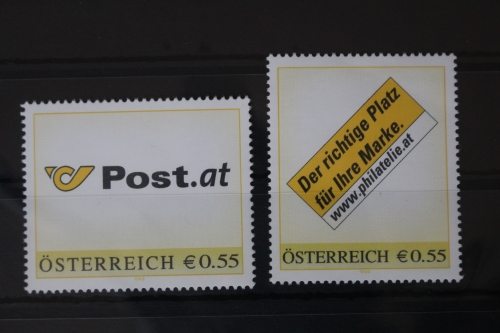 Post.at
ÖSTERREICH € 0.55
Der richtige Platz
für Ihre Marke.
www.philatelie.at
ÖSTERREICH € 0.55